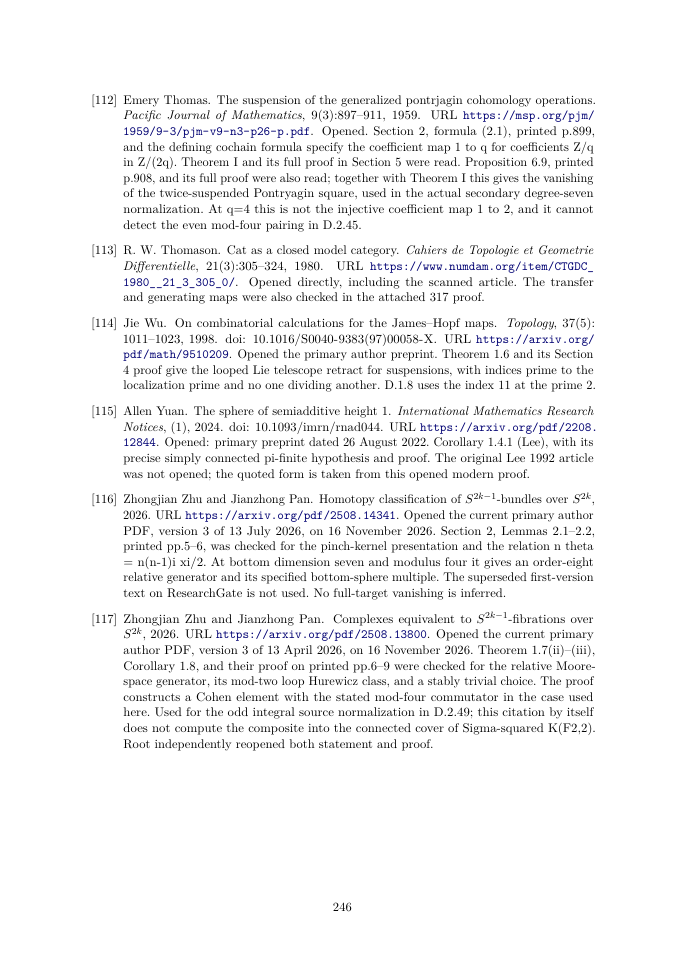 [112] Emery Thomas. The suspension of the generalized pontrjagin cohomology operations.
Pacific Journal of Mathematics, 9(3):897–911, 1959. URL https://msp.org/pjm/
1959/9-3/pjm-v9-n3-p26-p.pdf. Opened. Section 2, formula (2.1), printed p.899,
and the defining cochain formula specify the coefficient map 1 to q for coefficients Z/q
in Z/(2q). Theorem I and its full proof in Section 5 were read. Proposition 6.9, printed
p.908, and its full proof were also read; together with Theorem I this gives the vanishing
of the twice-suspended Pontryagin square, used in the actual secondary degree-seven
normalization. At q=4 this is not the injective coefficient map 1 to 2, and it cannot
detect the even mod-four pairing in D.2.45.
[113] R. W. Thomason. Cat as a closed model category. Cahiers de Topologie et Geometrie
Differentielle, 21(3):305–324, 1980. URL https://www.numdam.org/item/CTGDC_
1980__21_3_305_0/. Opened directly, including the scanned article. The transfer
and generating maps were also checked in the attached 317 proof.
[114] Jie Wu. On combinatorial calculations for the James–Hopf maps. Topology, 37(5):
1011–1023, 1998. doi: 10.1016/S0040-9383(97)00058-X. URL https://arxiv.org/
pdf/math/9510209. Opened the primary author preprint. Theorem 1.6 and its Section
4 proof give the looped Lie telescope retract for suspensions, with indices prime to the
localization prime and no one dividing another. D.1.8 uses the index 11 at the prime 2.
[115] Allen Yuan. The sphere of semiadditive height 1. International Mathematics Research
Notices, (1), 2024. doi: 10.1093/imrn/rnad044. URL https://arxiv.org/pdf/2208.
12844. Opened: primary preprint dated 26 August 2022. Corollary 1.4.1 (Lee), with its
precise simply connected pi-finite hypothesis and proof. The original Lee 1992 article
was not opened; the quoted form is taken from this opened modern proof.
[116] Zhongjian Zhu and Jianzhong Pan. Homotopy classification of S^{2k−1}-bundles over S^{2k},
2026. URL https://arxiv.org/pdf/2508.14341. Opened the current primary author
PDF, version 3 of 13 July 2026, on 16 November 2026. Section 2, Lemmas 2.1–2.2,
printed pp.5–6, was checked for the pinch-kernel presentation and the relation n theta
= n(n-1)i xi/2. At bottom dimension seven and modulus four it gives an order-eight
relative generator and its specified bottom-sphere multiple. The superseded first-version
text on ResearchGate is not used. No full-target vanishing is inferred.
[117] Zhongjian Zhu and Jianzhong Pan. Complexes equivalent to S^{2k−1}-fibrations over
S^{2k}, 2026. URL https://arxiv.org/pdf/2508.13800. Opened the current primary
author PDF, version 3 of 13 April 2026, on 16 November 2026. Theorem 1.7(ii)–(iii),
Corollary 1.8, and their proof on printed pp.6–9 were checked for the relative Moore-
space generator, its mod-two loop Hurewicz class, and a stably trivial choice. The proof
constructs a Cohen element with the stated mod-four commutator in the case used
here. Used for the odd integral source normalization in D.2.49; this citation by itself
does not compute the composite into the connected cover of Sigma-squared K(F2,2).
Root independently reopened both statement and proof.
246